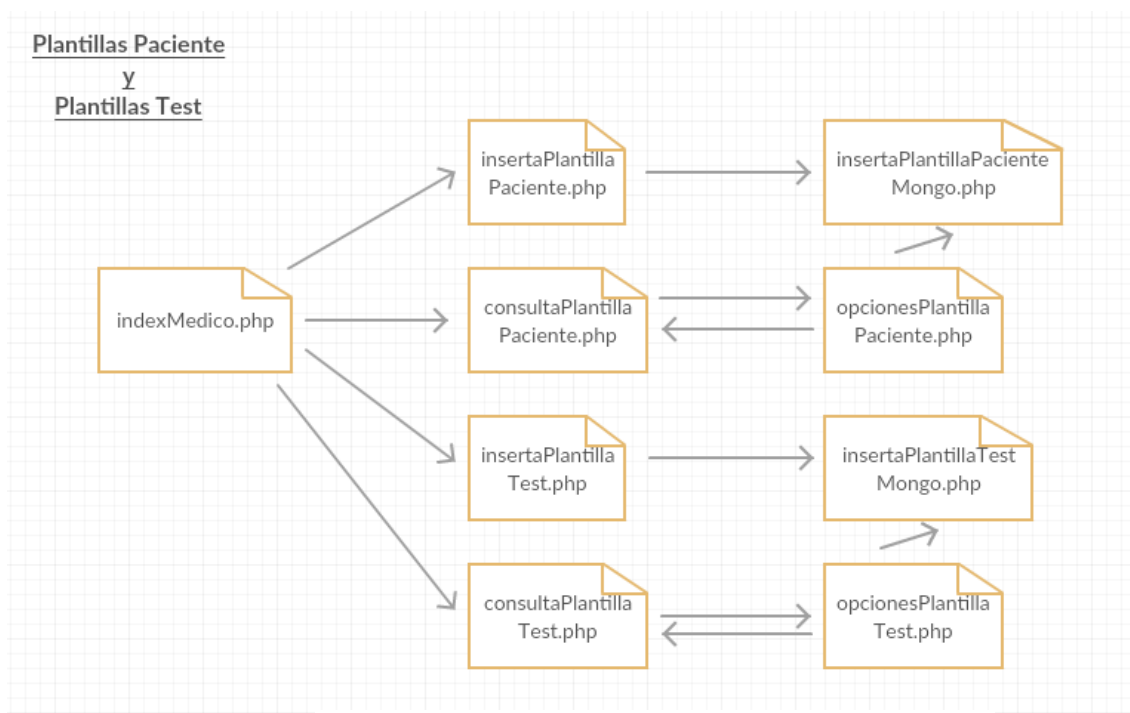 Plantillas Paciente
y
Plantillas Test
insertaPlantilla
Paciente.php
insertaPlantillaPaciente
Mongo.php
indexMedico.php
consultaPlantilla
Paciente.php
opcionesPlantilla
Paciente.php
insertaPlantilla
Test.php
insertaPlantillaTest
Mongo.php
consultaPlantilla
Test.php
opcionesPlantilla
Test.php